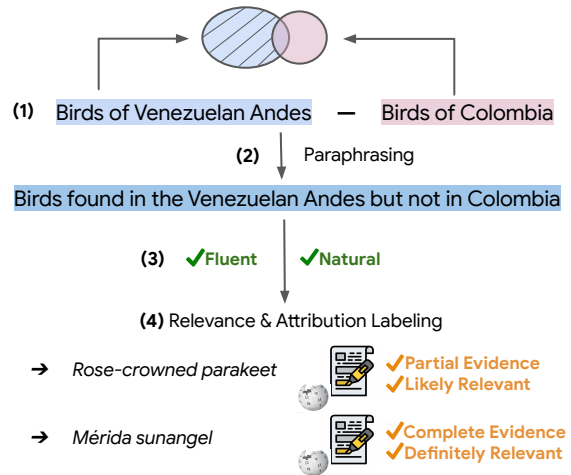 (1) Birds of Venezuelan Andes – Birds of Colombia
(2) Paraphrasing
Birds found in the Venezuelan Andes but not in Colombia
(3) ✓Fluent ✓Natural
(4) Relevance & Attribution Labeling
➔ Rose-crowned parakeet
✓Partial Evidence
✓Likely Relevant
➔ Mérida sunangel
✓Complete Evidence
✓Definitely Relevant